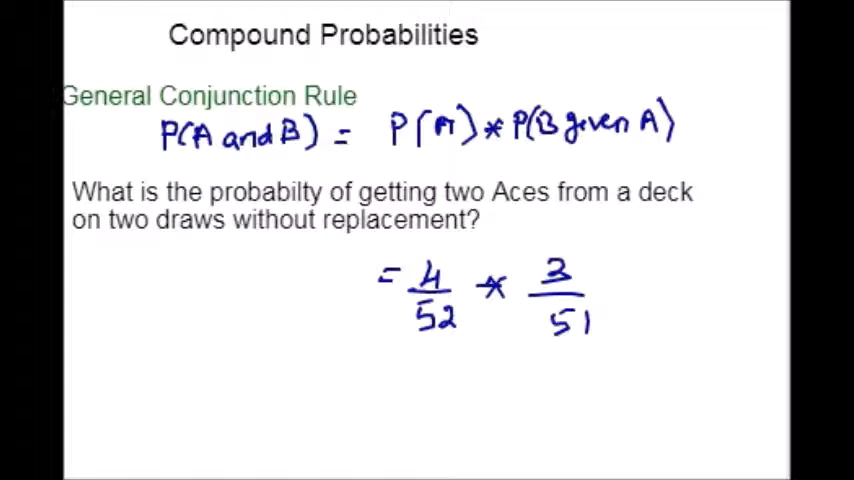 Compound Probabilities
General Conjunction Rule
P(A and B) = P(A) * P(B given A)
What is the probabilty of getting two Aces from a deck
on two draws without replacement?
= 4/52 * 3/51